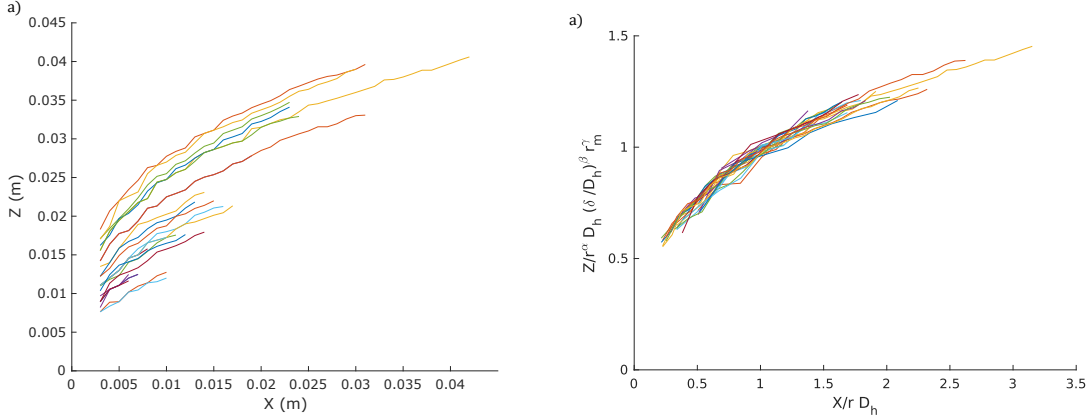 a)
0.045
0.04
0.035
0.03
0.025
0.02
0.015
0.01
0.005
0
Z (m)
0 0.005 0.01 0.015 0.02 0.025 0.03 0.035 0.04
X (m)
a)
1.5
1
0.5
0
Z/r^α D_h (δ /D_h)^β r_m^γ
0 0.5 1 1.5 2 2.5 3 3.5
X/r D_h